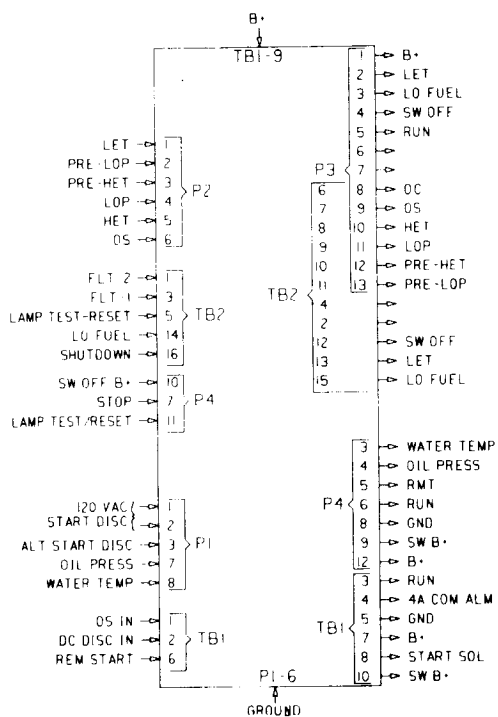 B+
TB1-9
LET 1
PRE-LOP 2
PRE-HET 3
LOP 4
HET 5
OS 6
P2
FLT 2 1
FLT 1 3
LAMP TEST-RESET 5
LO FUEL 14
SHUTDOWN 16
TB2
SW OFF B+ 10
STOP 7
LAMP TEST/RESET 11
P4
120 VAC 1
START DISC 2
ALT START DISC 3
OIL PRESS 7
WATER TEMP 8
P1
OS IN 1
DC DISC IN 2
REM START 6
TB1
1 B+
2 LET
3 LO FUEL
4 SW OFF
5 RUN
6
7
P3
6 8 OC
7 9 OS
8 10 HET
9 11 LOP
10 12 PRE-HET
11 13 PRE-LOP
TB2
4
2
12 SW OFF
13 LET
15 LO FUEL
3 WATER TEMP
4 OIL PRESS
5 RMT
P4
6 RUN
8 GND
9 SW B+
12 B+
3 RUN
4 4A COM ALM
5 GND
TB1
7 B+
8 START SOL
10 SW B+
P1-6
GROUND